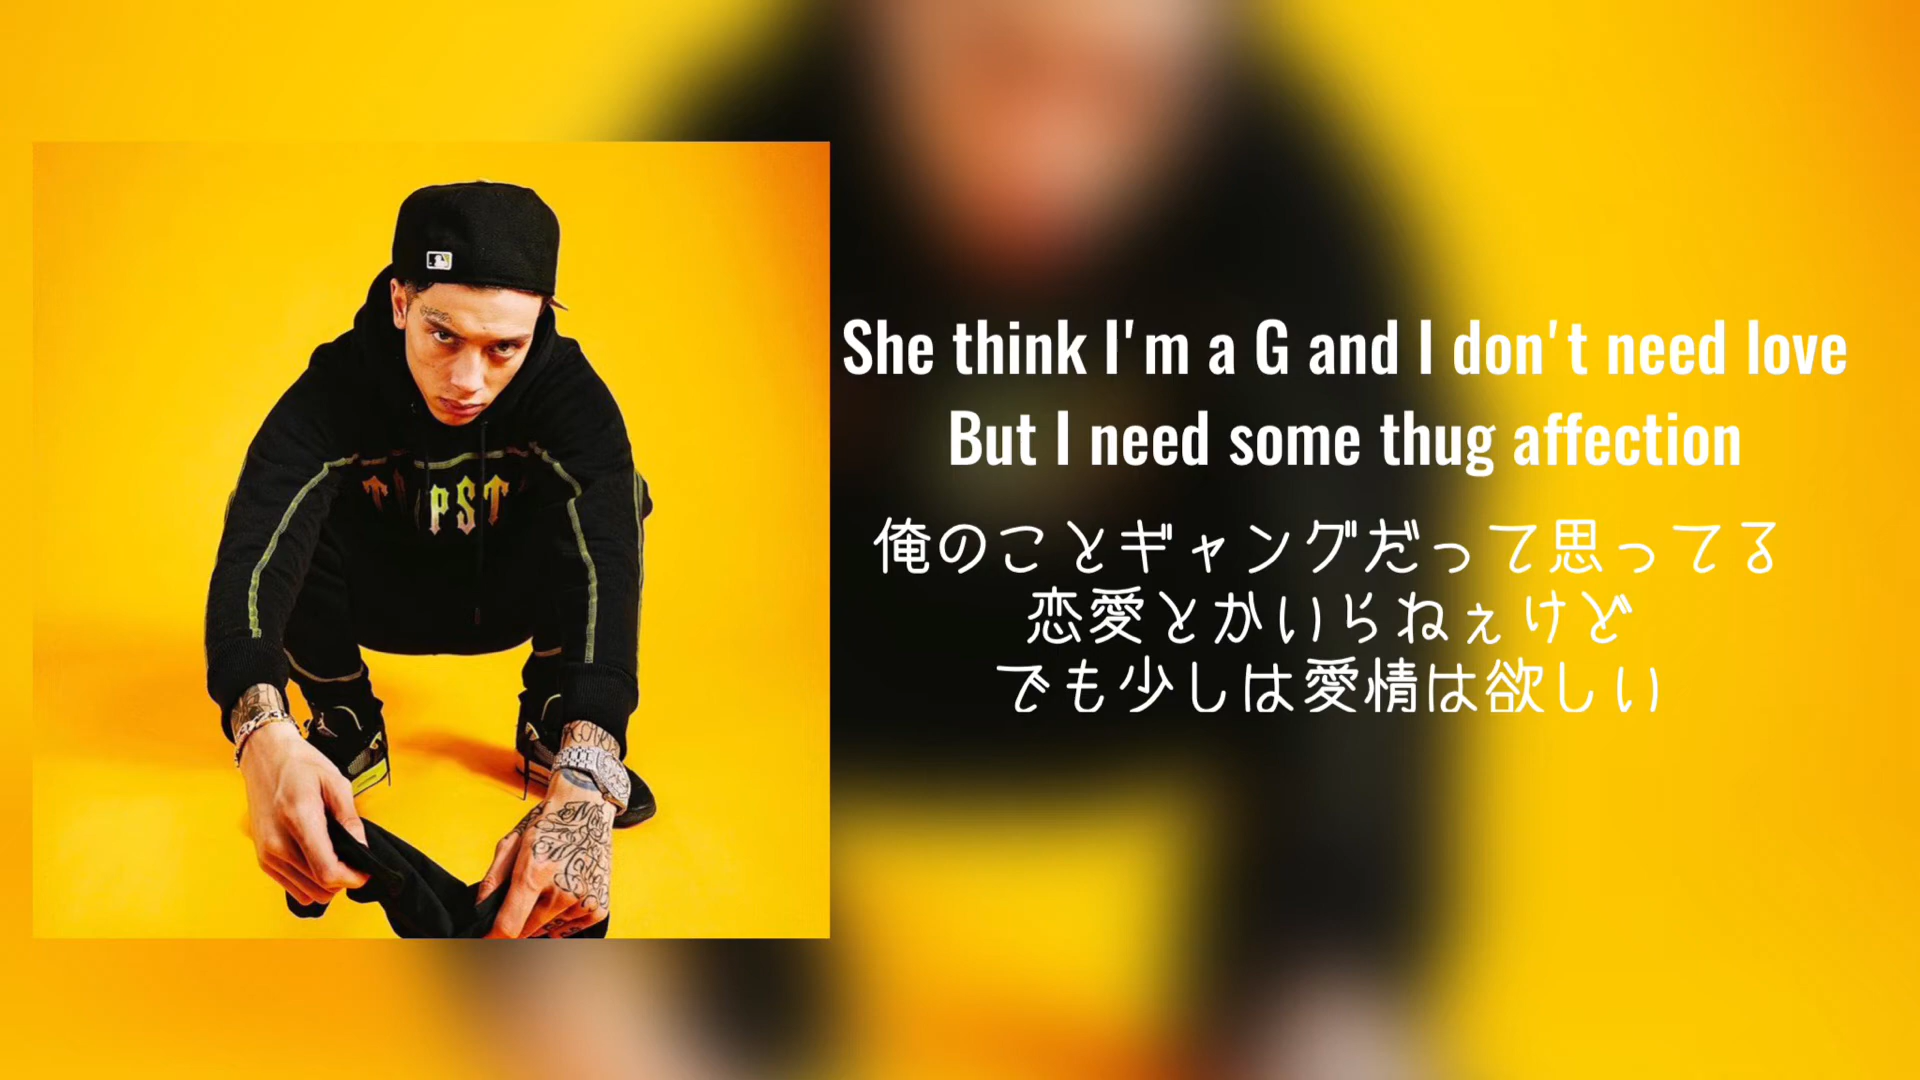 She think I'm a G and I don't need love
But I need some thug affection
俺のことギャングだって思ってる
恋愛とかいらねぇけど
でも少しは愛情は欲しい